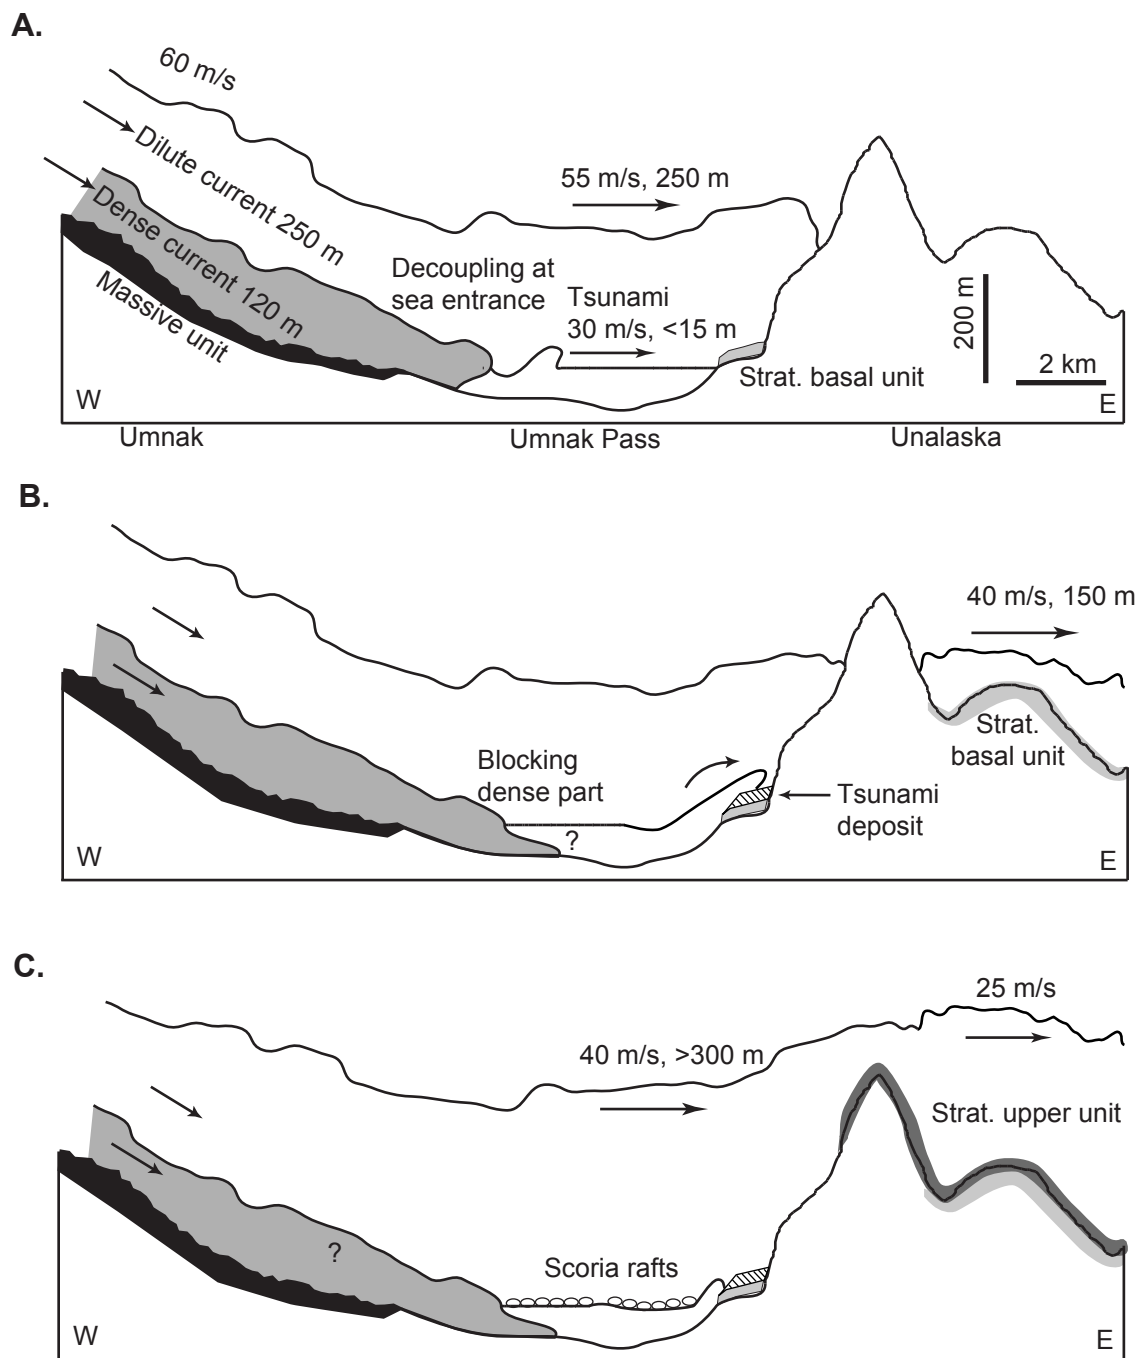 A.
60 m/s
Dilute current 250 m
Dense current 120 m
Massive unit
55 m/s, 250 m
Decoupling at
sea entrance
Tsunami
30 m/s, <15 m
Strat. basal unit
200 m
2 km
W
E
Umnak
Umnak Pass
Unalaska
B.
40 m/s, 150 m
Strat.
basal unit
Blocking
dense part
?
Tsunami
deposit
W
E
C.
25 m/s
40 m/s, >300 m
Strat. upper unit
?
Scoria rafts
W
E